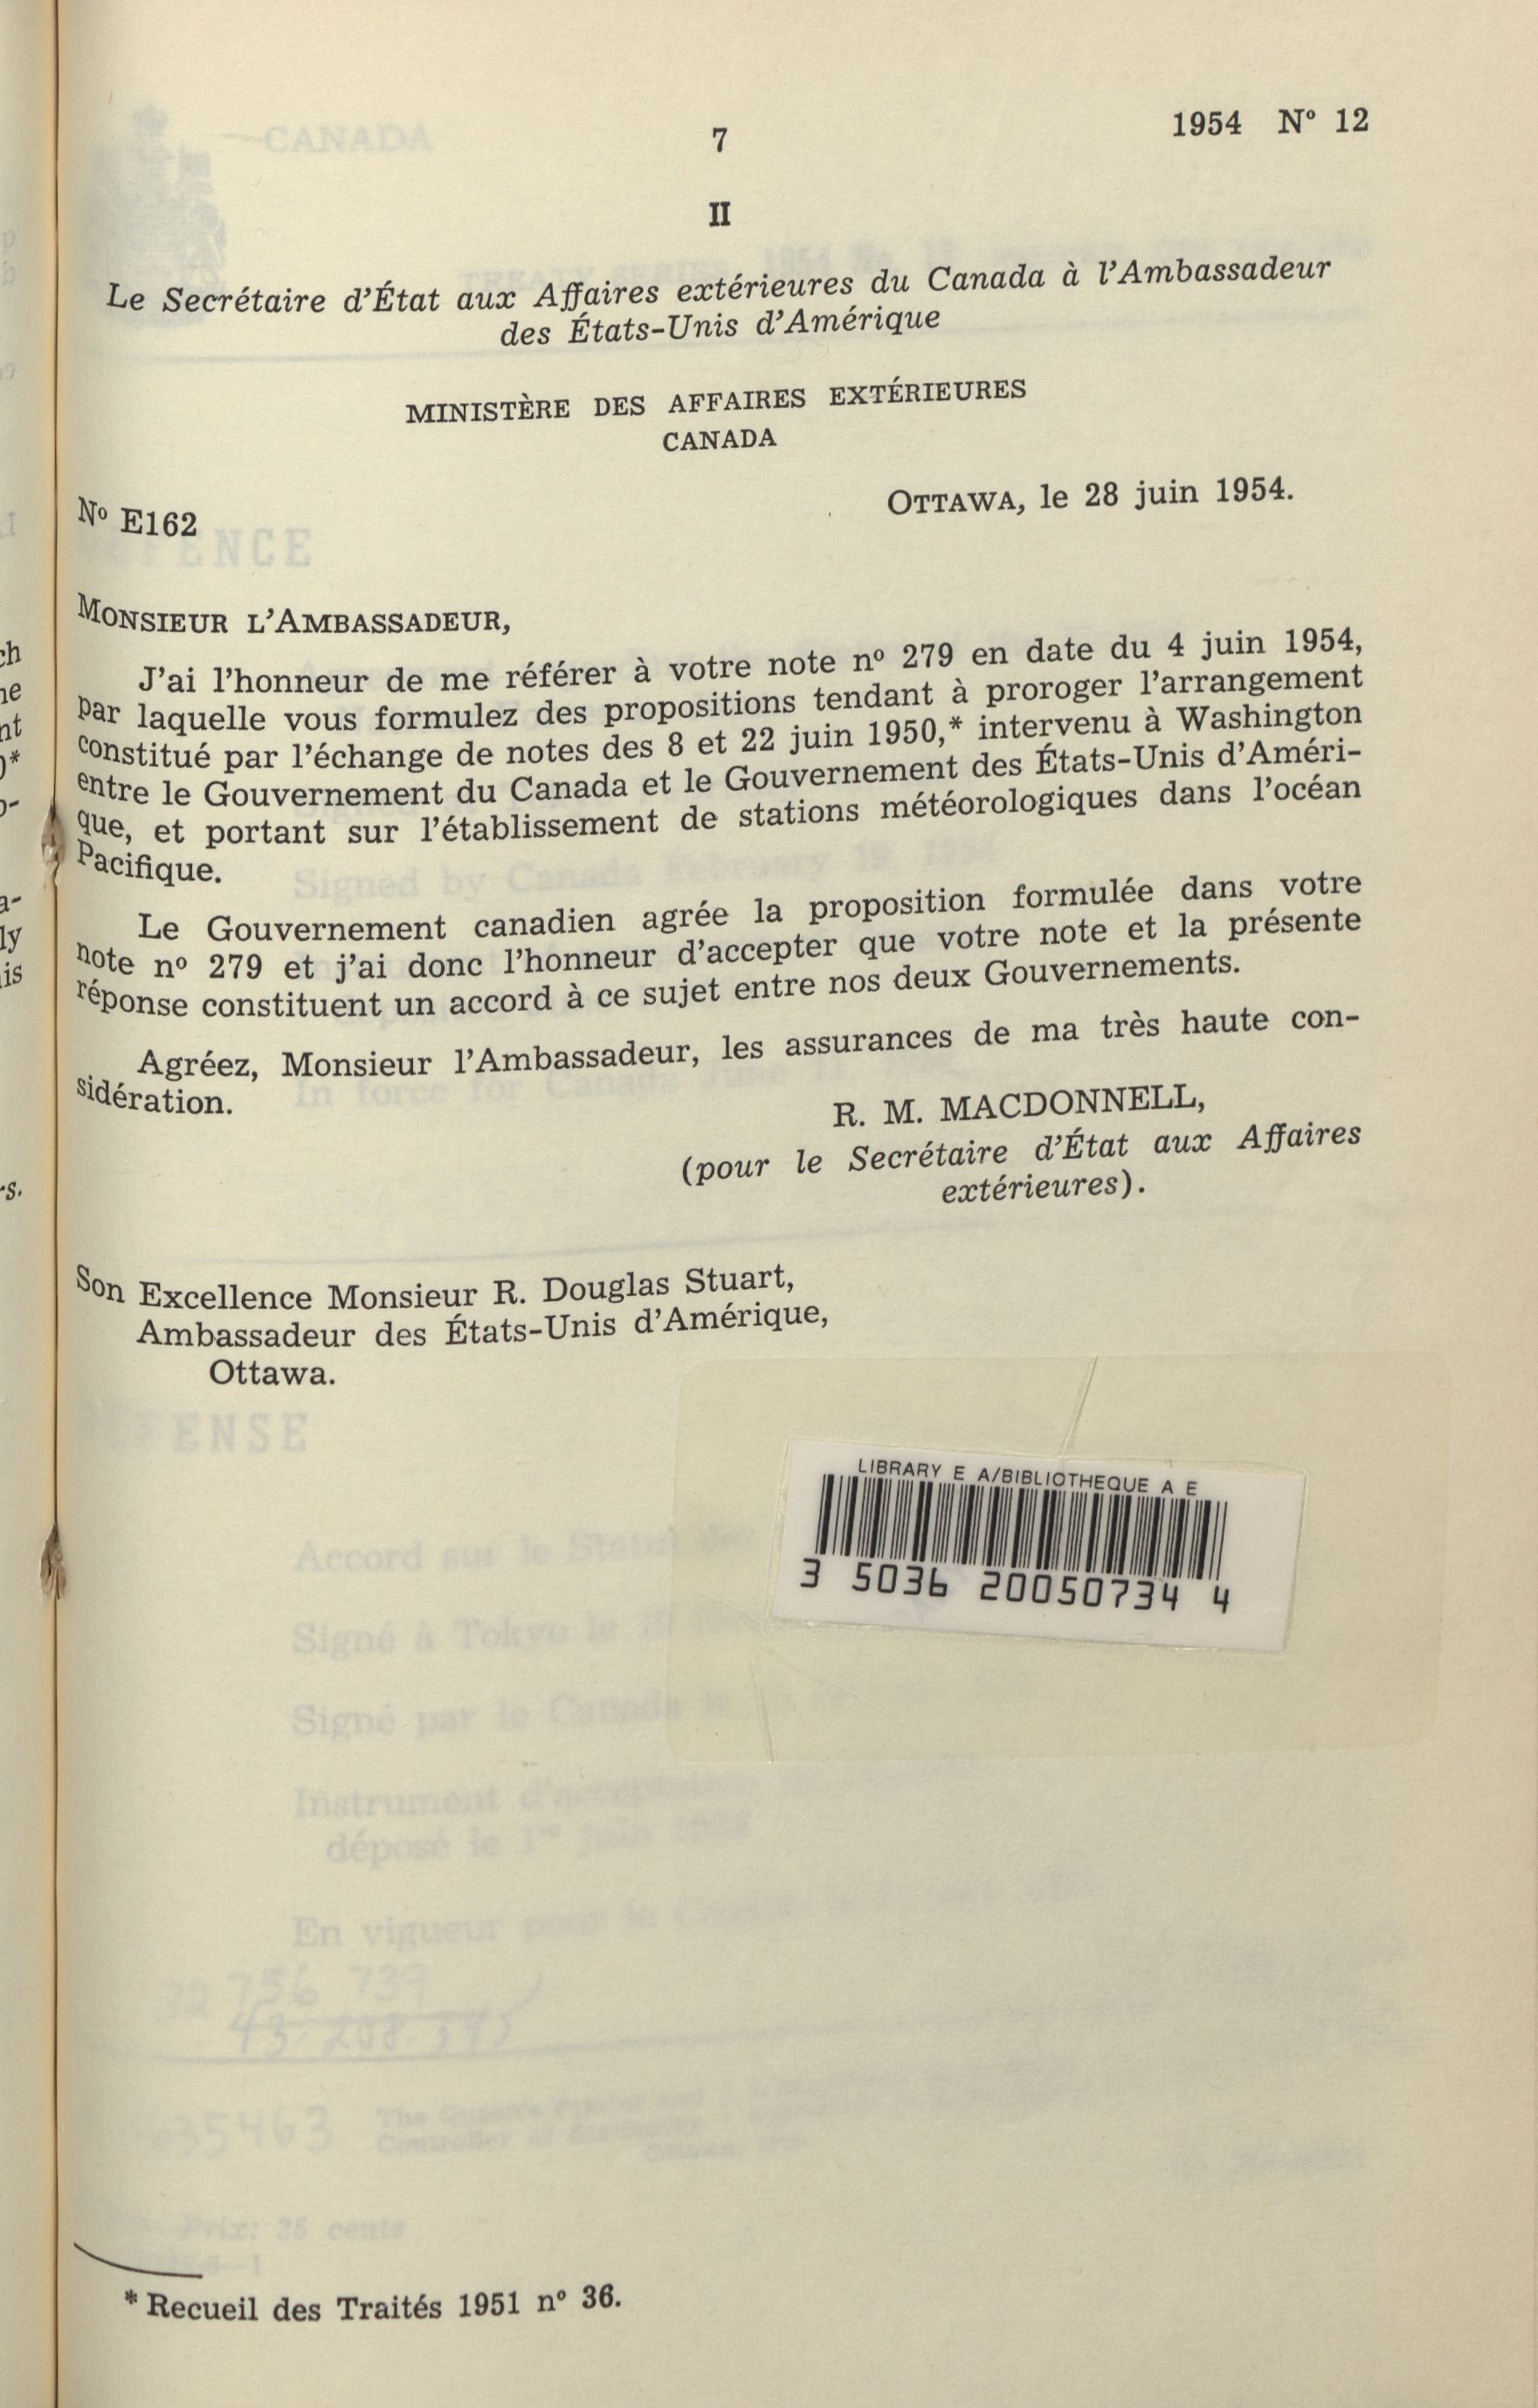 7
1954 Nº 12
II
Le Secrétaire d'État aux Affaires extérieures du Canada à l'Ambassadeur
des États-Unis d'Amérique
MINISTÈRE DES AFFAIRES EXTÉRIEURES
CANADA
OTTAWA, le 28 juin 1954.
Nº E162
MONSIEUR L'AMBASSADEUR,
J'ai l'honneur de me référer à votre note nº 279 en date du 4 juin 1954,
par laquelle vous formulez des propositions tendant à proroger l'arrangement
constitué par l'échange de notes des 8 et 22 juin 1950,* intervenu à Washington
entre le Gouvernement du Canada et le Gouvernement des États-Unis d'Améri-
que, et portant sur l'établissement de stations météorologiques dans l'océan
Pacifique.
Le Gouvernement canadien agrée la proposition formulée dans votre
note nº 279 et j'ai donc l'honneur d'accepter que votre note et la présente
réponse constituent un accord à ce sujet entre nos deux Gouvernements.
Agréez, Monsieur l'Ambassadeur, les assurances de ma très haute con-
sidération.
R. M. MACDONNELL,
(pour le Secrétaire d'État aux Affaires
extérieures).
Son Excellence Monsieur R. Douglas Stuart,
Ambassadeur des États-Unis d'Amérique,
Ottawa.
LIBRARY E A/BIBLIOTHEQUE A E
3 5036 20050734 4
* Recueil des Traités 1951 nº 36.